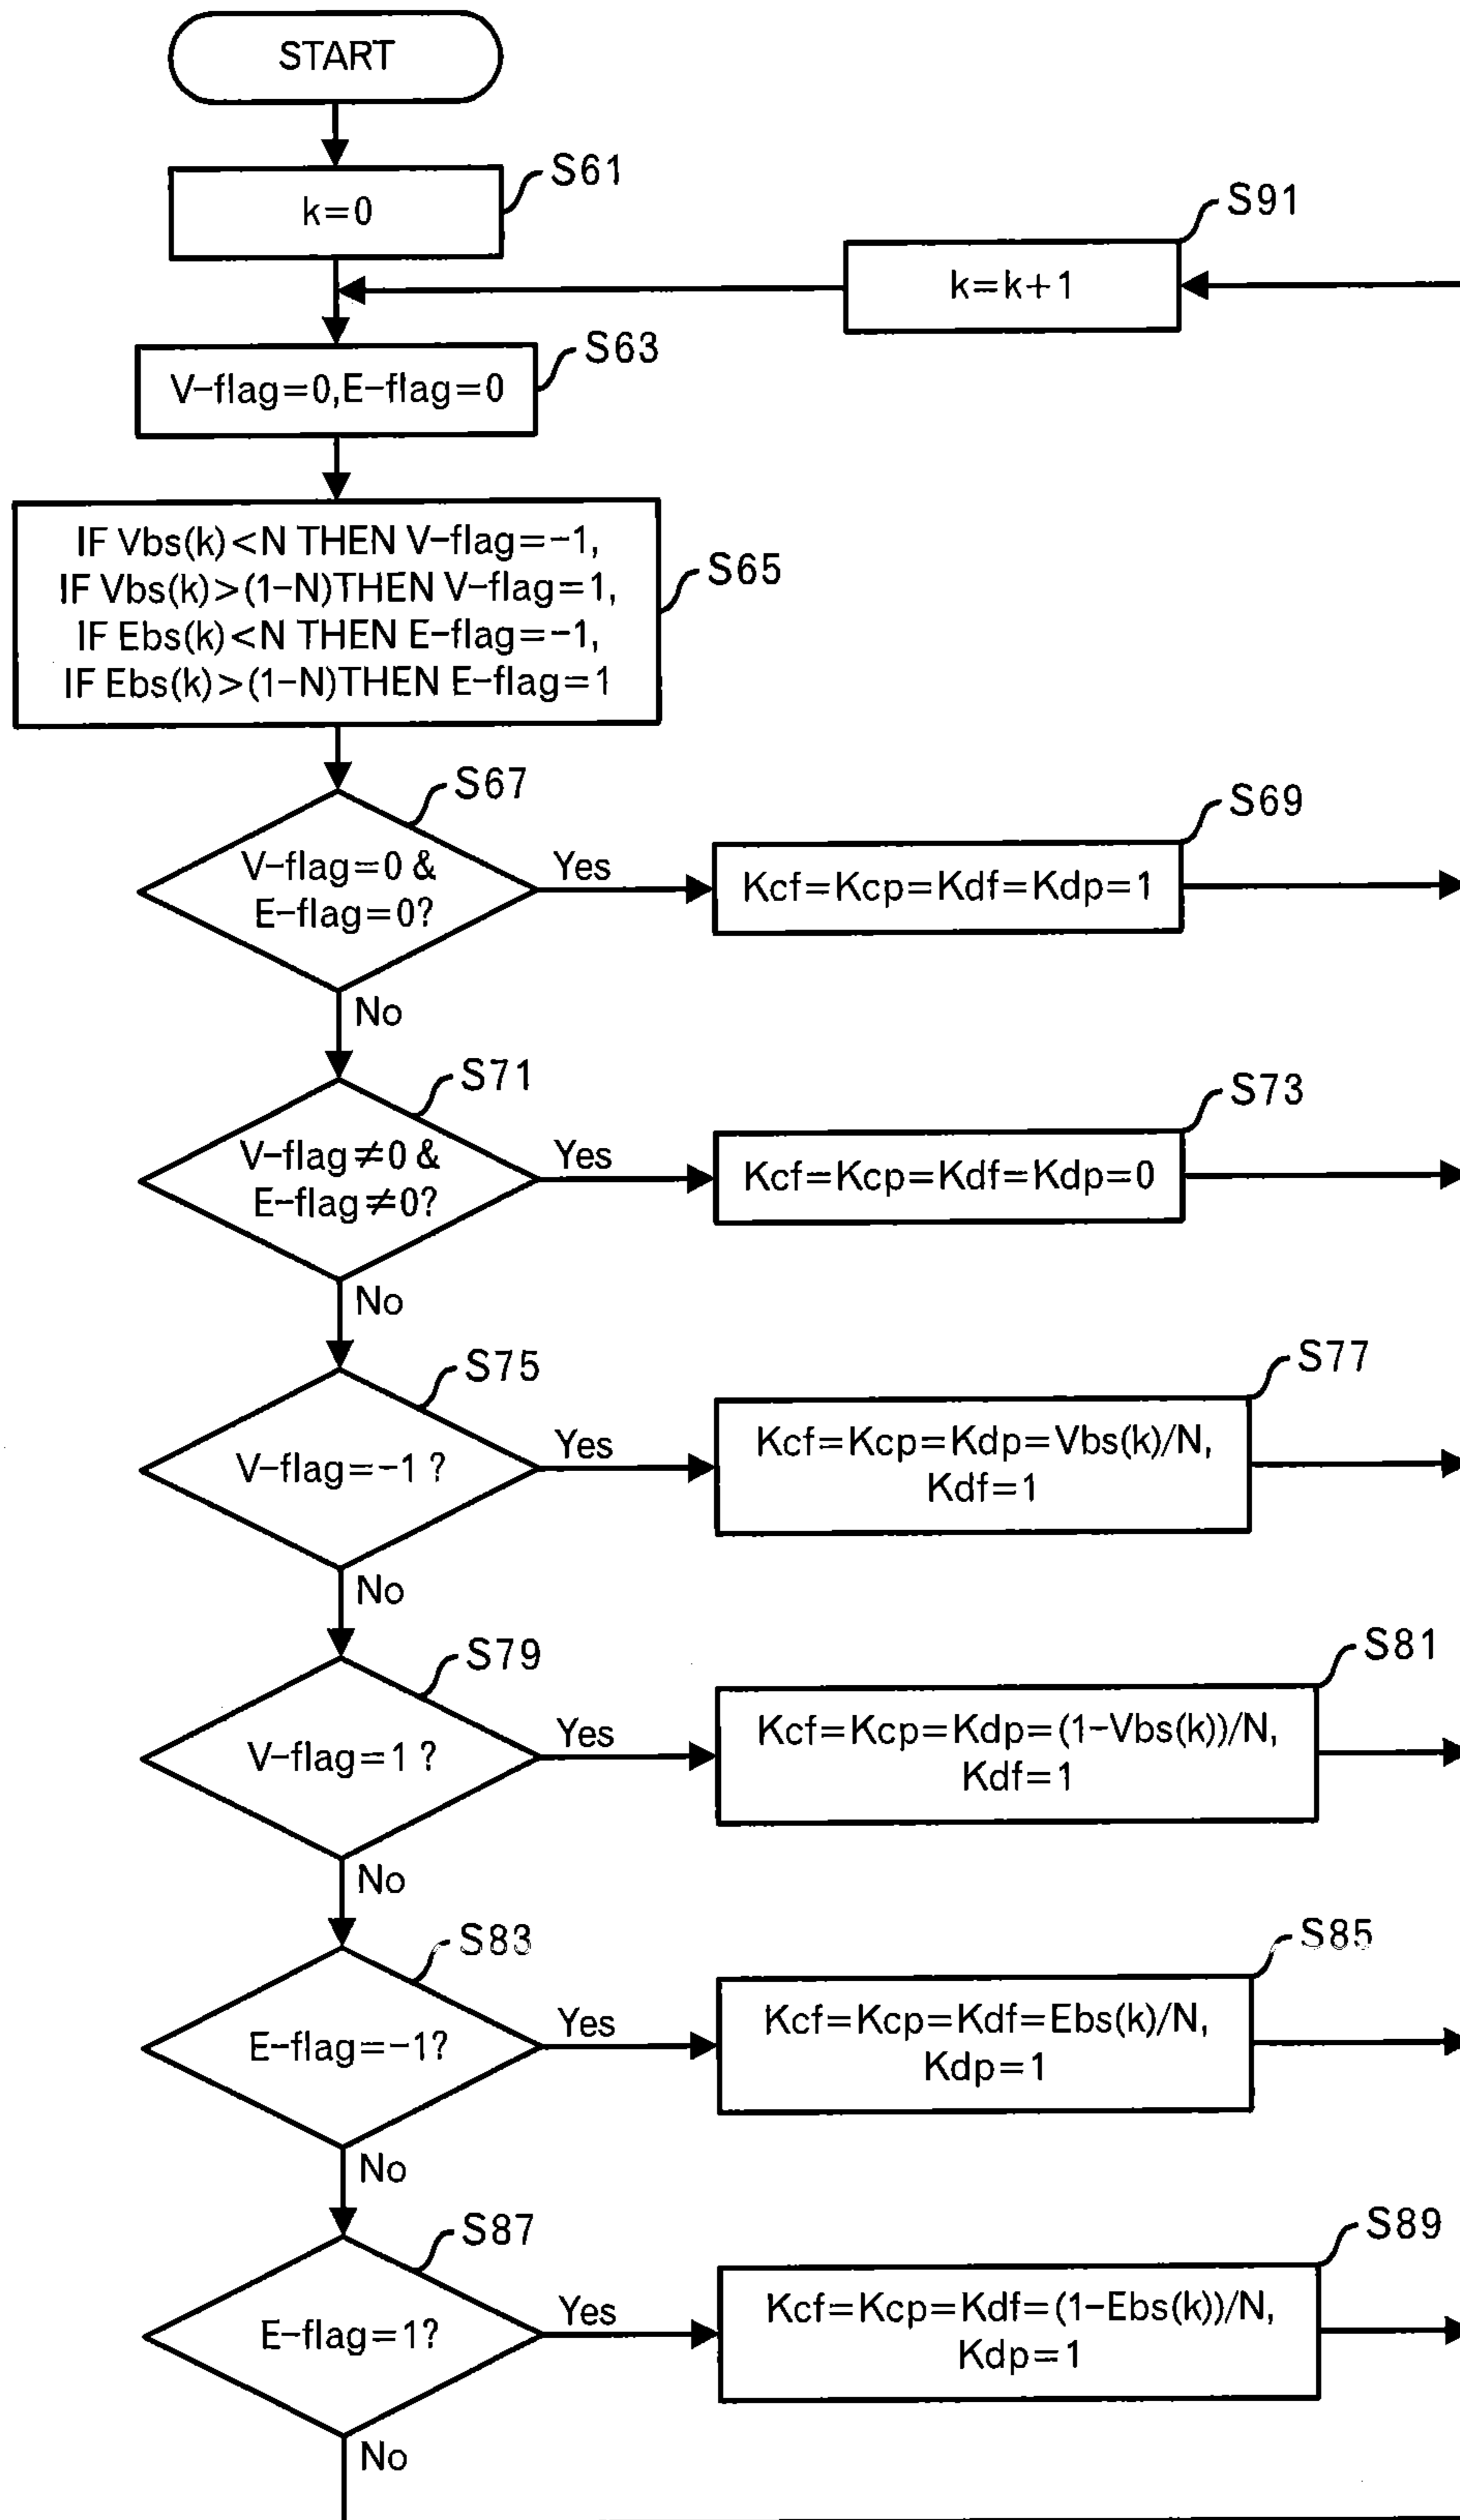 START
S61
k=0
S91
k=k+1
S63
V-flag=0,E-flag=0
IF Vbs(k)<N THEN V-flag=-1,
IF Vbs(k)>(1-N)THEN V-flag=1,
IF Ebs(k)<N THEN E-flag=-1,
IF Ebs(k)>(1-N)THEN E-flag=1
S65
S67
V-flag=0 &
E-flag=0?
Yes
S69
Kcf=Kcp=Kdf=Kdp=1
No
S71
V-flag≠0 &
E-flag≠0?
Yes
S73
Kcf=Kcp=Kdf=Kdp=0
No
S75
V-flag=-1 ?
Yes
S77
Kcf=Kcp=Kdp=Vbs(k)/N,
Kdf=1
No
S79
V-flag=1 ?
Yes
S81
Kcf=Kcp=Kdp=(1-Vbs(k))/N,
Kdf=1
No
S83
E-flag=-1?
Yes
S85
Kcf=Kcp=Kdf=Ebs(k)/N,
Kdp=1
No
S87
E-flag=1?
Yes
S89
Kcf=Kcp=Kdf=(1-Ebs(k))/N,
Kdp=1
No